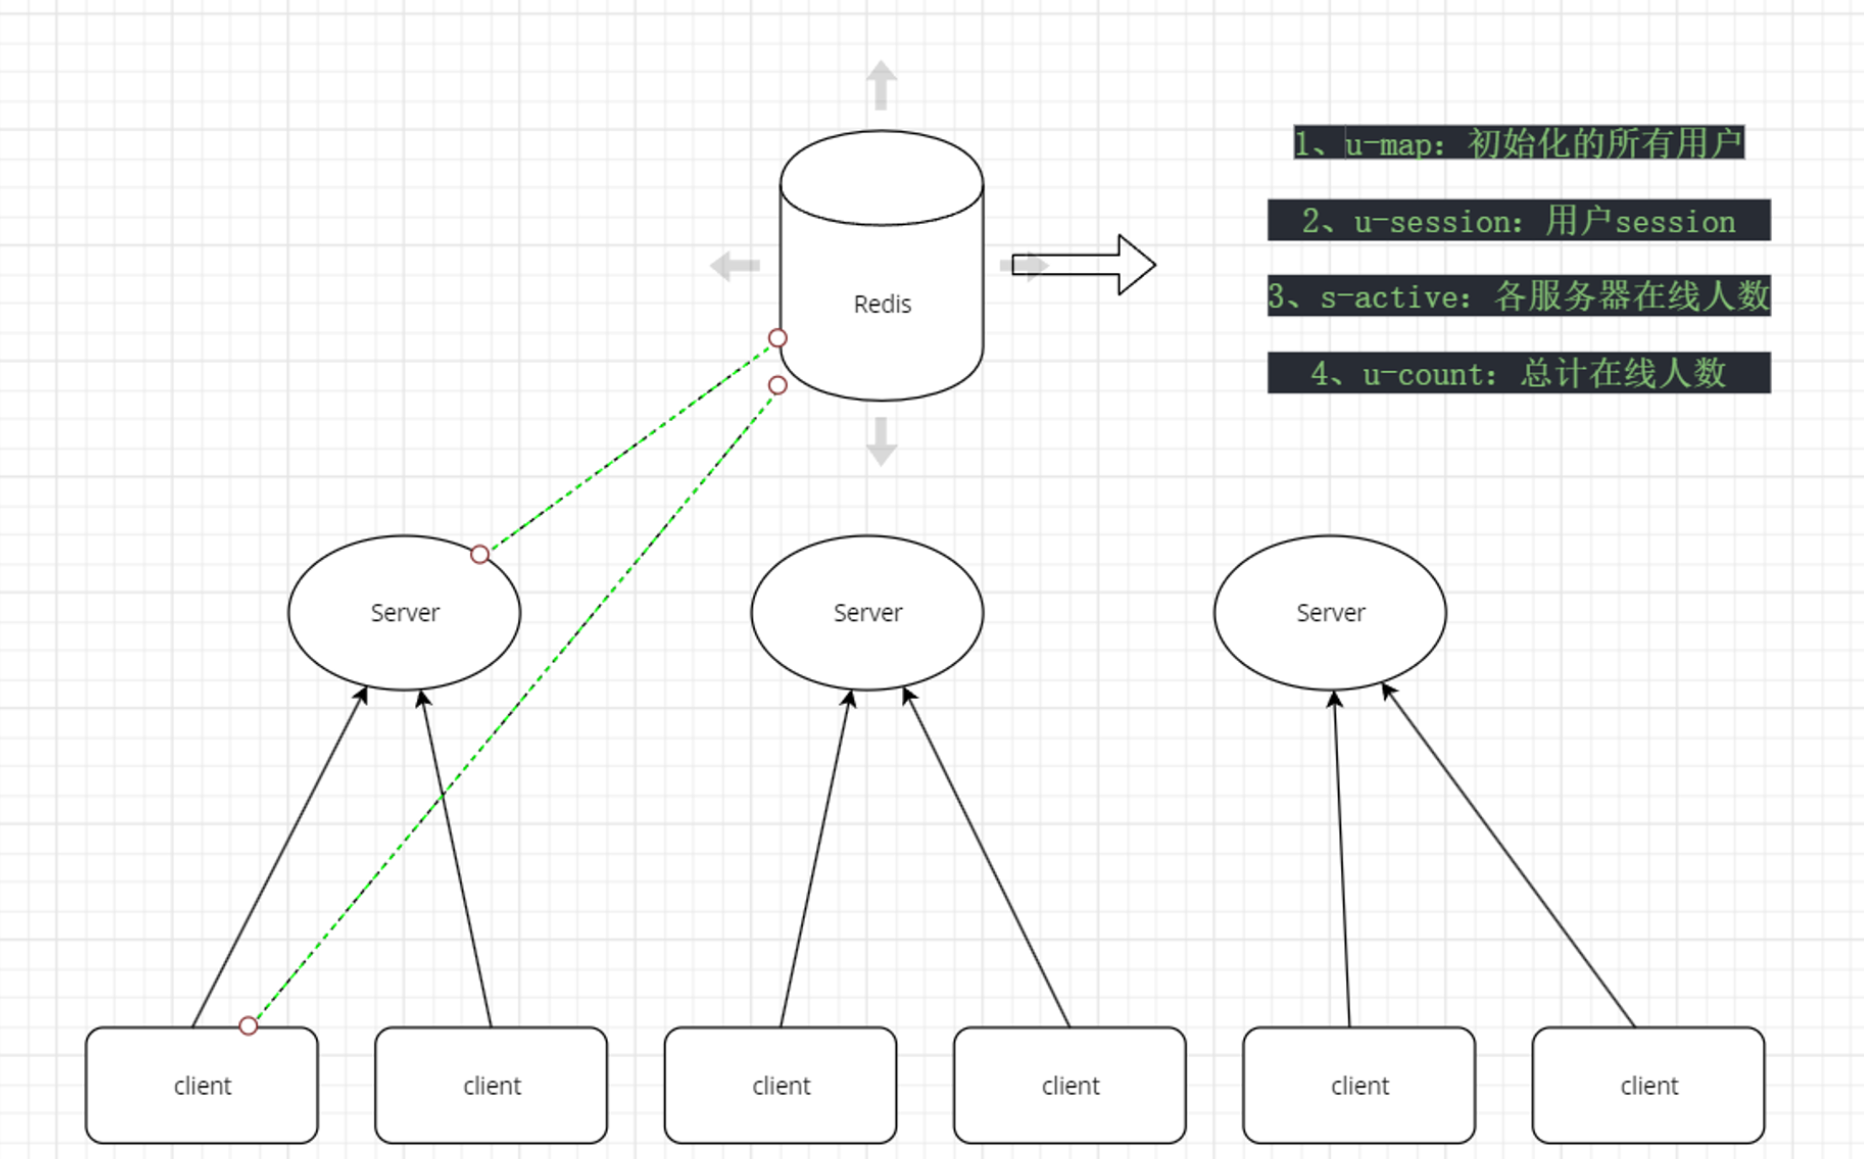 1、u-map：初始化的所有用户
2、u-session：用户session
Redis
3、s-active：各服务器在线人数
4、u-count：总计在线人数
Server
Server
Server
client
client
client
client
client
client